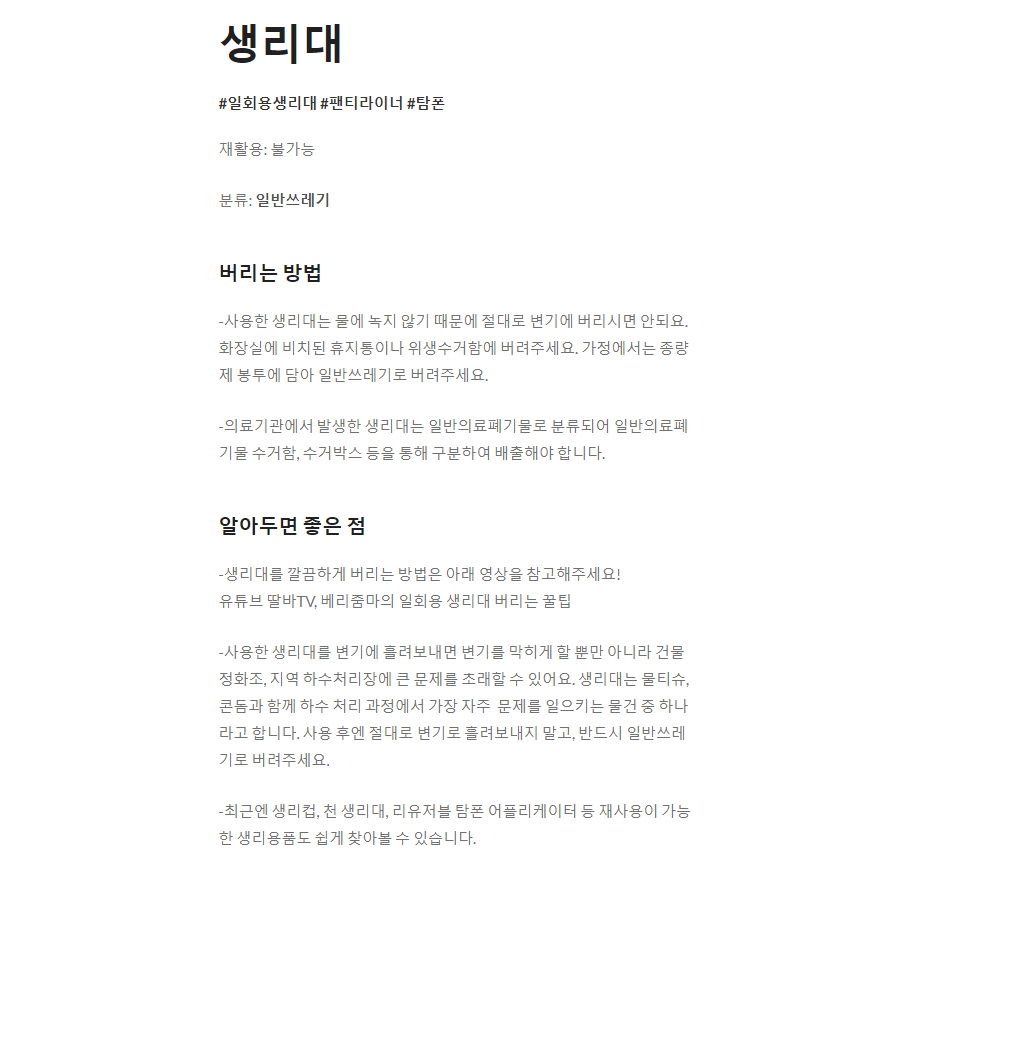 생리대
#일회용생리대 #팬티라이너 #탐폰
재활용: 불가능
분류: 일반쓰레기
버리는 방법
-사용한 생리대는 물에 녹지 않기 때문에 절대로 변기에 버리시면 안되요.
화장실에 비치된 휴지통이나 위생수거함에 버려주세요. 가정에서는 종량
제 봉투에 담아 일반쓰레기로 버려주세요.
-의료기관에서 발생한 생리대는 일반의료폐기물로 분류되어 일반의료폐
기물 수거함, 수거박스 등을 통해 구분하여 배출해야 합니다.
알아두면 좋은 점
-생리대를 깔끔하게 버리는 방법은 아래 영상을 참고해주세요!
유튜브 딸바TV, 베리줌마의 일회용 생리대 버리는 꿀팁
-사용한 생리대를 변기에 흘려보내면 변기를 막히게 할 뿐만 아니라 건물
정화조, 지역 하수처리장에 큰 문제를 초래할 수 있어요. 생리대는 물티슈,
콘돔과 함께 하수 처리 과정에서 가장 자주  문제를 일으키는 물건 중 하나
라고 합니다. 사용 후엔 절대로 변기로 흘려보내지 말고, 반드시 일반쓰레
기로 버려주세요.
-최근엔 생리컵, 천 생리대, 리유저블 탐폰 어플리케이터 등 재사용이 가능
한 생리용품도 쉽게 찾아볼 수 있습니다.